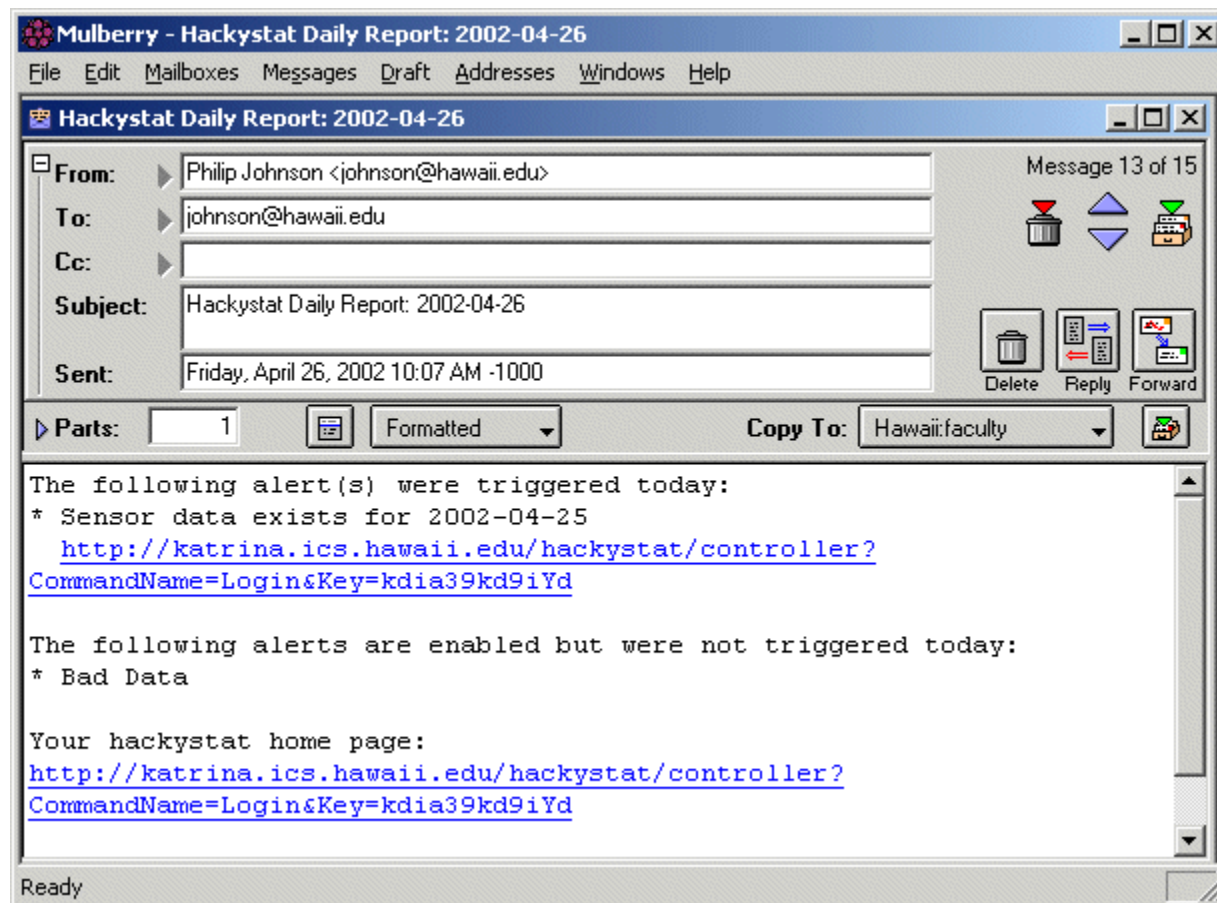 Mulberry - Hackystat Daily Report: 2002-04-26
File Edit Mailboxes Messages Draft Addresses Windows Help
Hackystat Daily Report: 2002-04-26
From: Philip Johnson <johnson@hawaii.edu>
Message 13 of 15
To: johnson@hawaii.edu
Cc:
Subject: Hackystat Daily Report: 2002-04-26
Sent: Friday, April 26, 2002 10:07 AM -1000
Delete Reply Forward
Parts: 1 Formatted Copy To: Hawaii:faculty
The following alert(s) were triggered today:
* Sensor data exists for 2002-04-25
http://katrina.ics.hawaii.edu/hackystat/controller?
CommandName=Login&Key=kdia39kd9iYd
The following alerts are enabled but were not triggered today:
* Bad Data
Your hackystat home page:
http://katrina.ics.hawaii.edu/hackystat/controller?
CommandName=Login&Key=kdia39kd9iYd
Ready